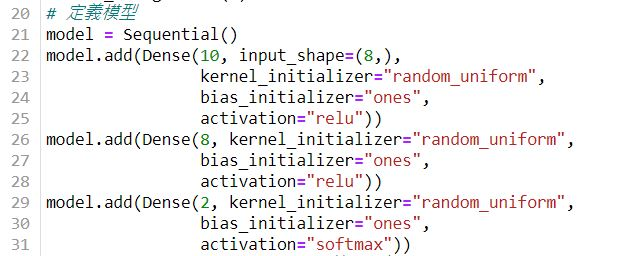 20 # 定義模型
21 model = Sequential()
22 model.add(Dense(10, input_shape=(8,),
23                 kernel_initializer="random_uniform",
24                 bias_initializer="ones",
25                 activation="relu"))
26 model.add(Dense(8, kernel_initializer="random_uniform",
27                 bias_initializer="ones",
28                 activation="relu"))
29 model.add(Dense(2, kernel_initializer="random_uniform",
30                 bias_initializer="ones",
31                 activation="softmax"))